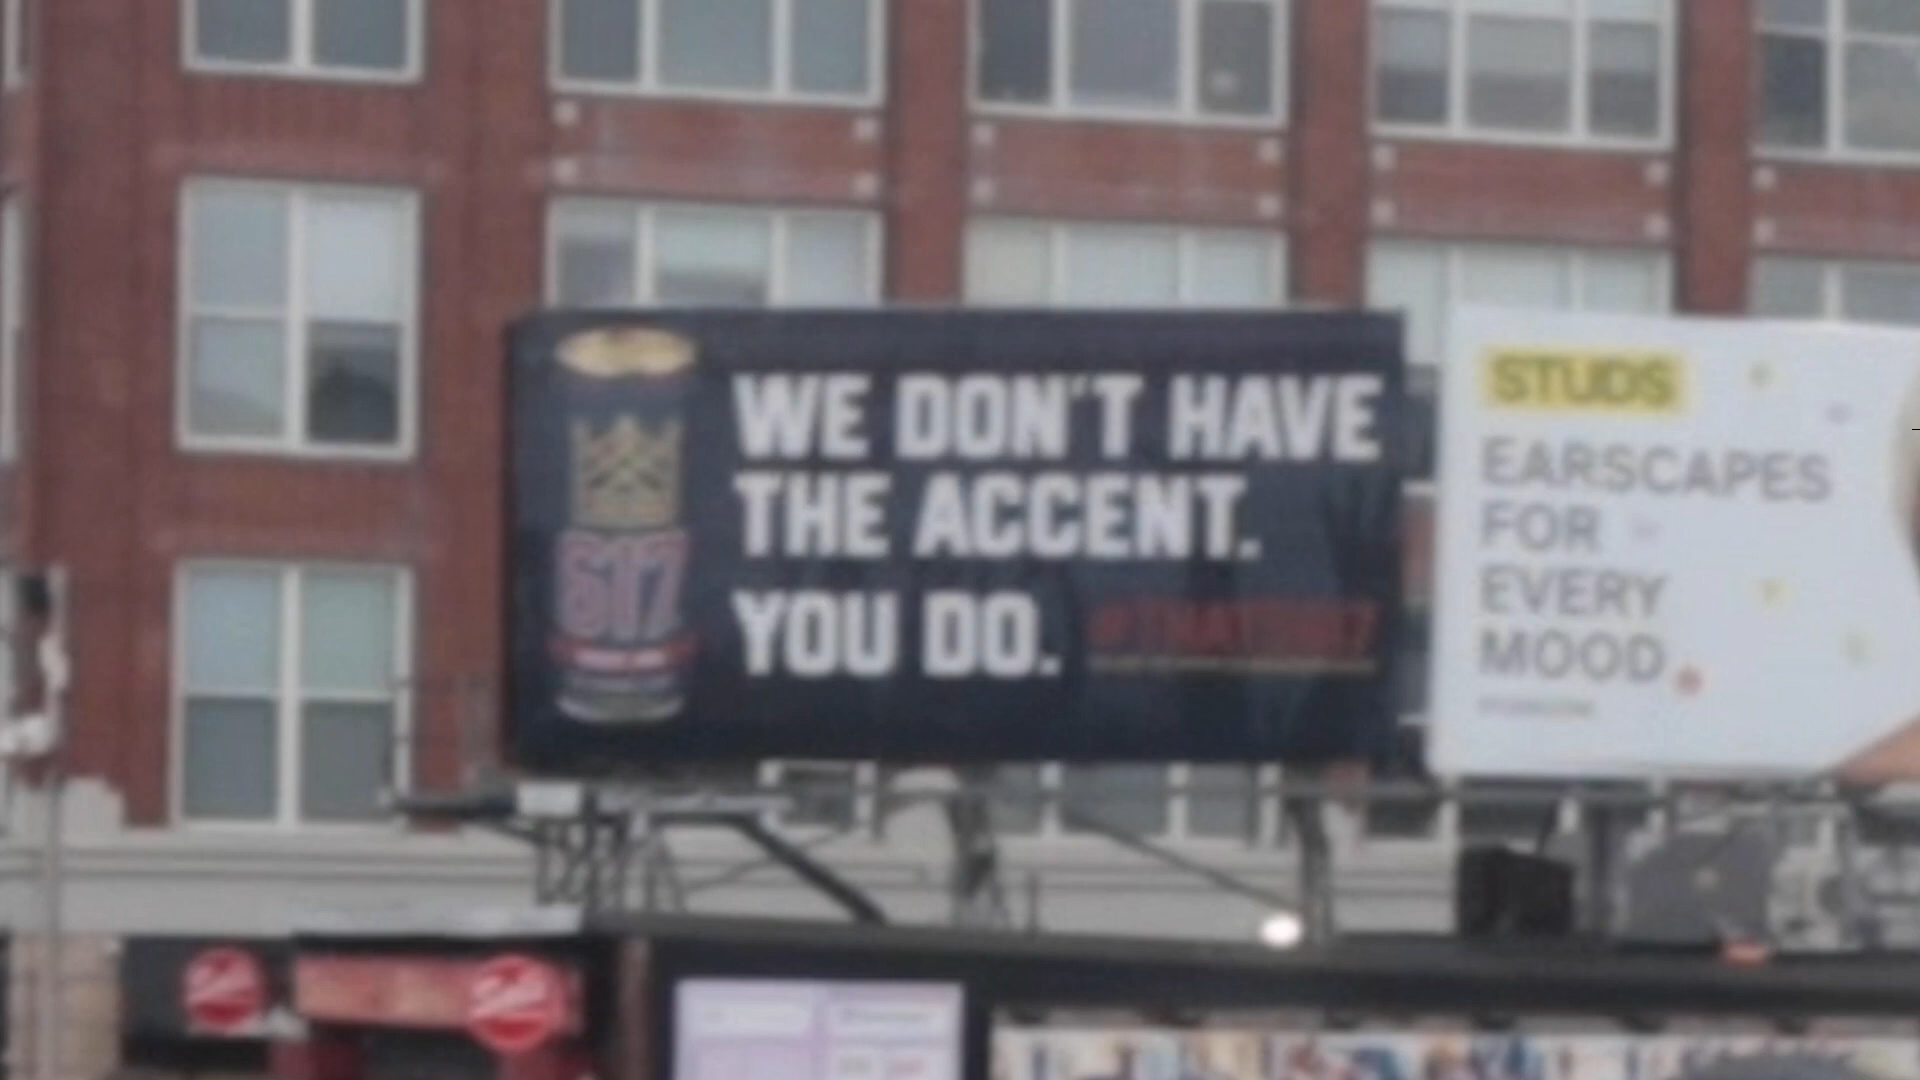 WE DON'T HAVE
THE ACCENT.
YOU DO.
617
STUDS
EARSCAPES
FOR
EVERY
MOOD